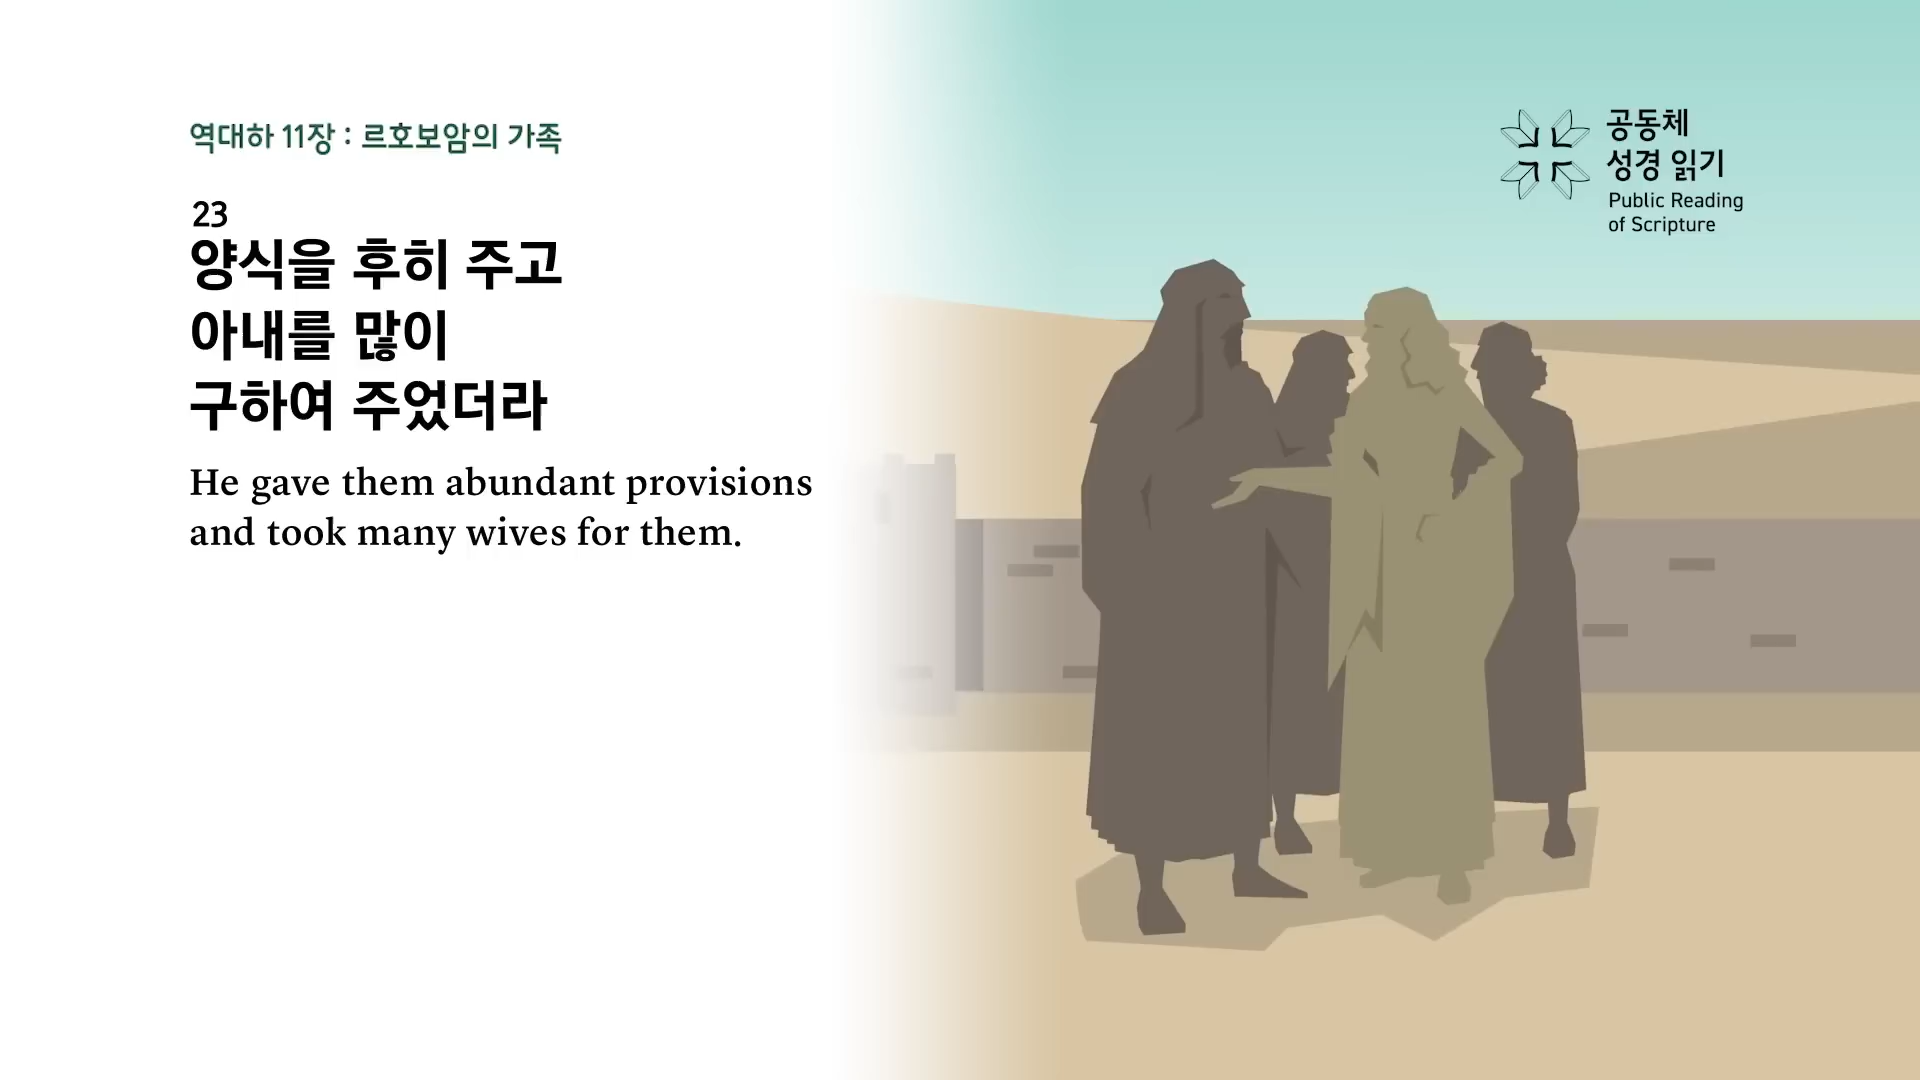 역대하 11장 : 르호보암의 가족
23
양식을 후히 주고
아내를 많이
구하여 주었더라
He gave them abundant provisions
and took many wives for them.
공동체
성경 읽기
Public Reading
of Scripture